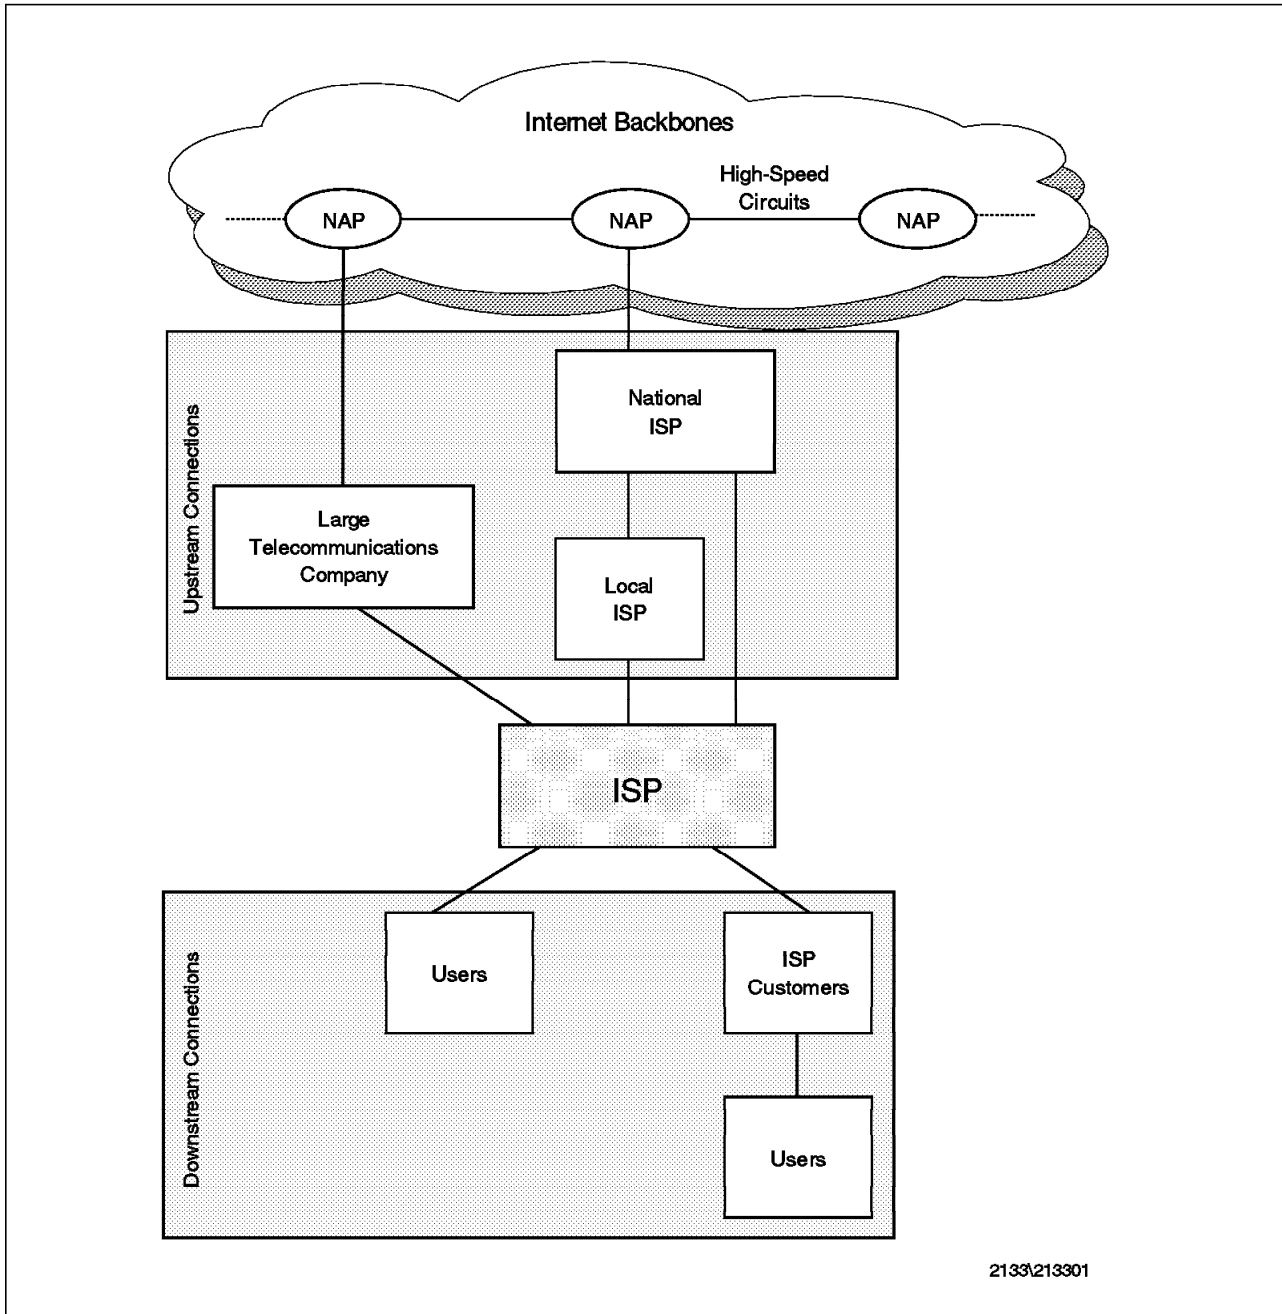 Internet Backbones
High-Speed
Circuits
NAP
NAP
NAP
Upstream Connections
National
ISP
Large
Telecommunications
Company
Local
ISP
ISP
Downstream Connections
Users
ISP
Customers
Users
2133\213301